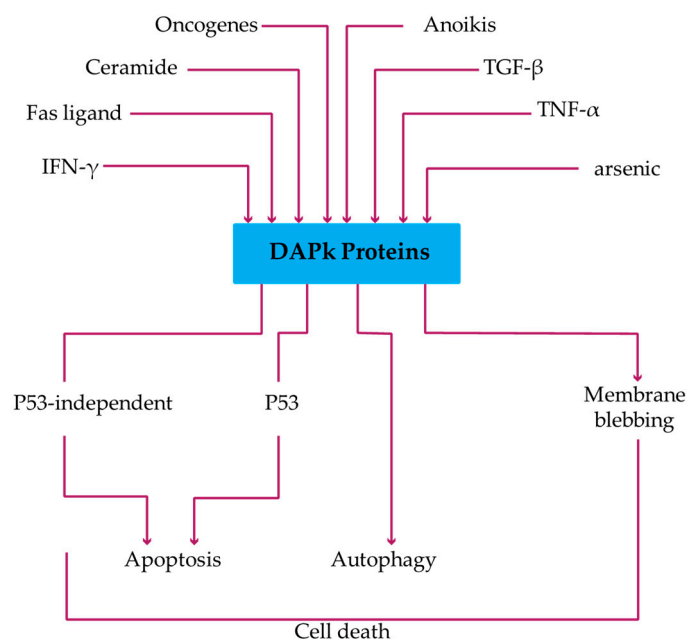 Oncogenes
Anoikis
Ceramide
TGF-β
Fas ligand
TNF-α
IFN-γ
arsenic
DAPk Proteins
P53-independent
P53
Membrane
blebbing
Apoptosis
Autophagy
Cell death